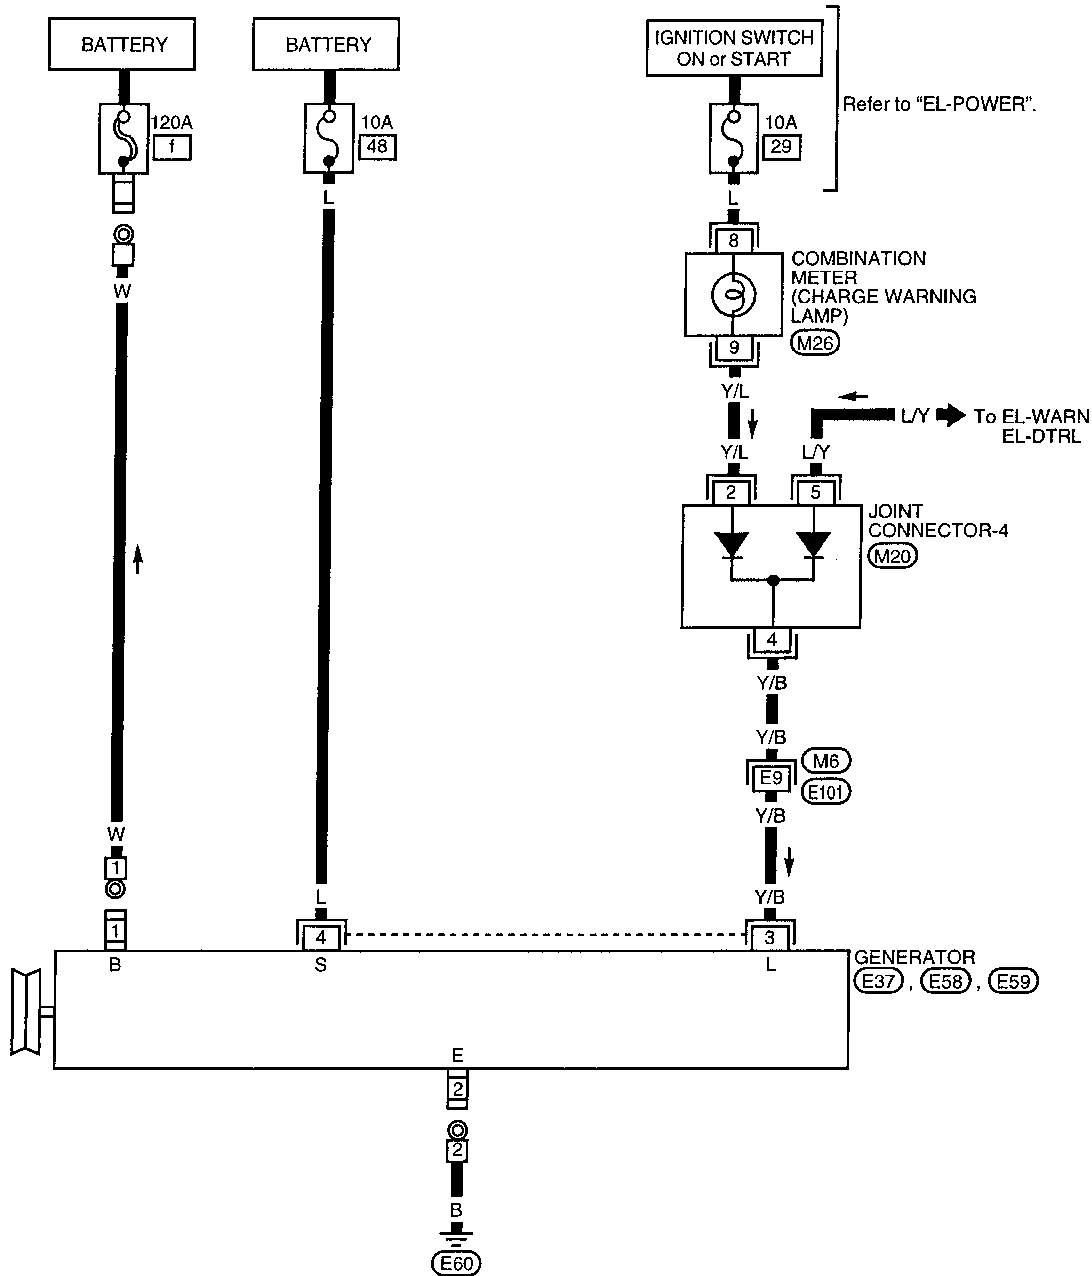 BATTERY
BATTERY
IGNITION SWITCH
ON or START
Refer to “EL-POWER”.
120A
f
10A
48
10A
29
L
L
8
COMBINATION
METER
(CHARGE WARNING
LAMP)
M26
W
9
Y/L
L/Y
To EL-WARN
EL-DTRL
Y/L
L/Y
2
5
JOINT
CONNECTOR-4
M20
4
Y/B
Y/B
M6
E9
E101
Y/B
W
1
L
Y/B
1
4
3
B
S
L
GENERATOR
E37 , E58 , E59
E
2
2
B
E60